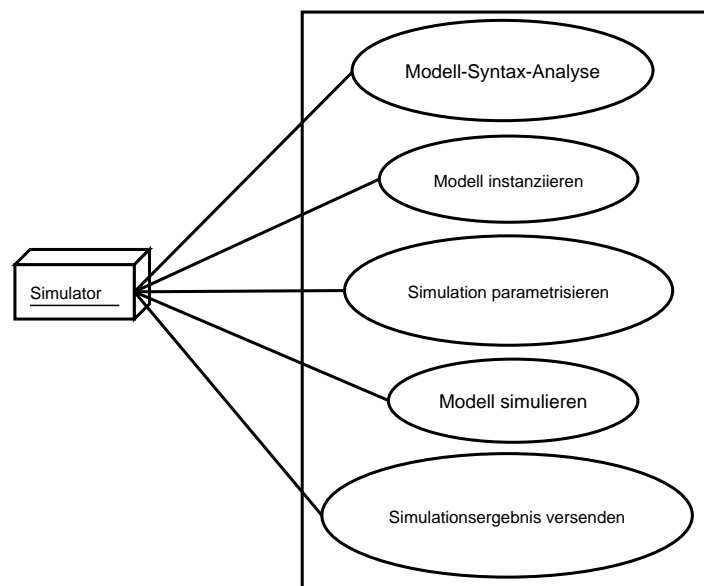 Modell-Syntax-Analyse
Modell instanziieren
Simulator
Simulation parametrisieren
Modell simulieren
Simulationsergebnis versenden